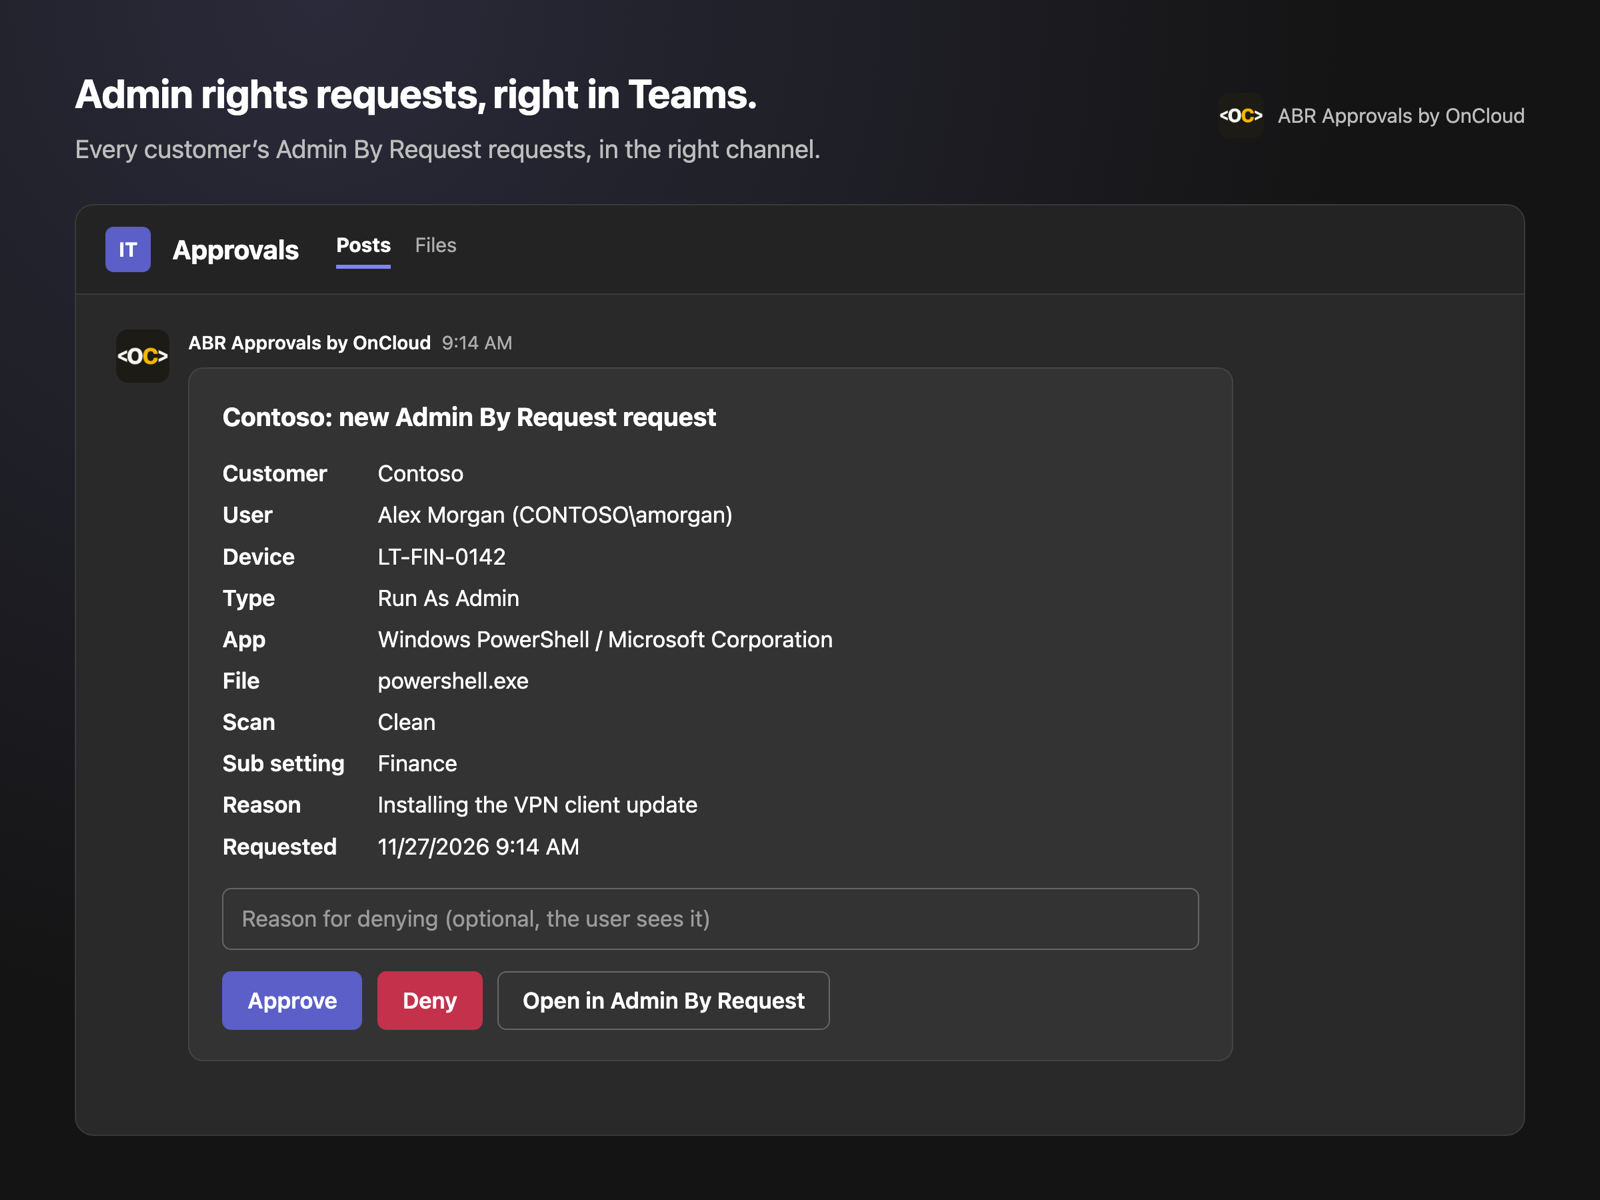 Admin rights requests, right in Teams.
Every customer’s Admin By Request requests, in the right channel.
<OC> ABR Approvals by OnCloud
IT Approvals Posts Files
<OC> ABR Approvals by OnCloud 9:14 AM
Contoso: new Admin By Request request
Customer Contoso
User Alex Morgan (CONTOSO\amorgan)
Device LT-FIN-0142
Type Run As Admin
App Windows PowerShell / Microsoft Corporation
File powershell.exe
Scan Clean
Sub setting Finance
Reason Installing the VPN client update
Requested 11/27/2026 9:14 AM
Reason for denying (optional, the user sees it)
Approve Deny Open in Admin By Request